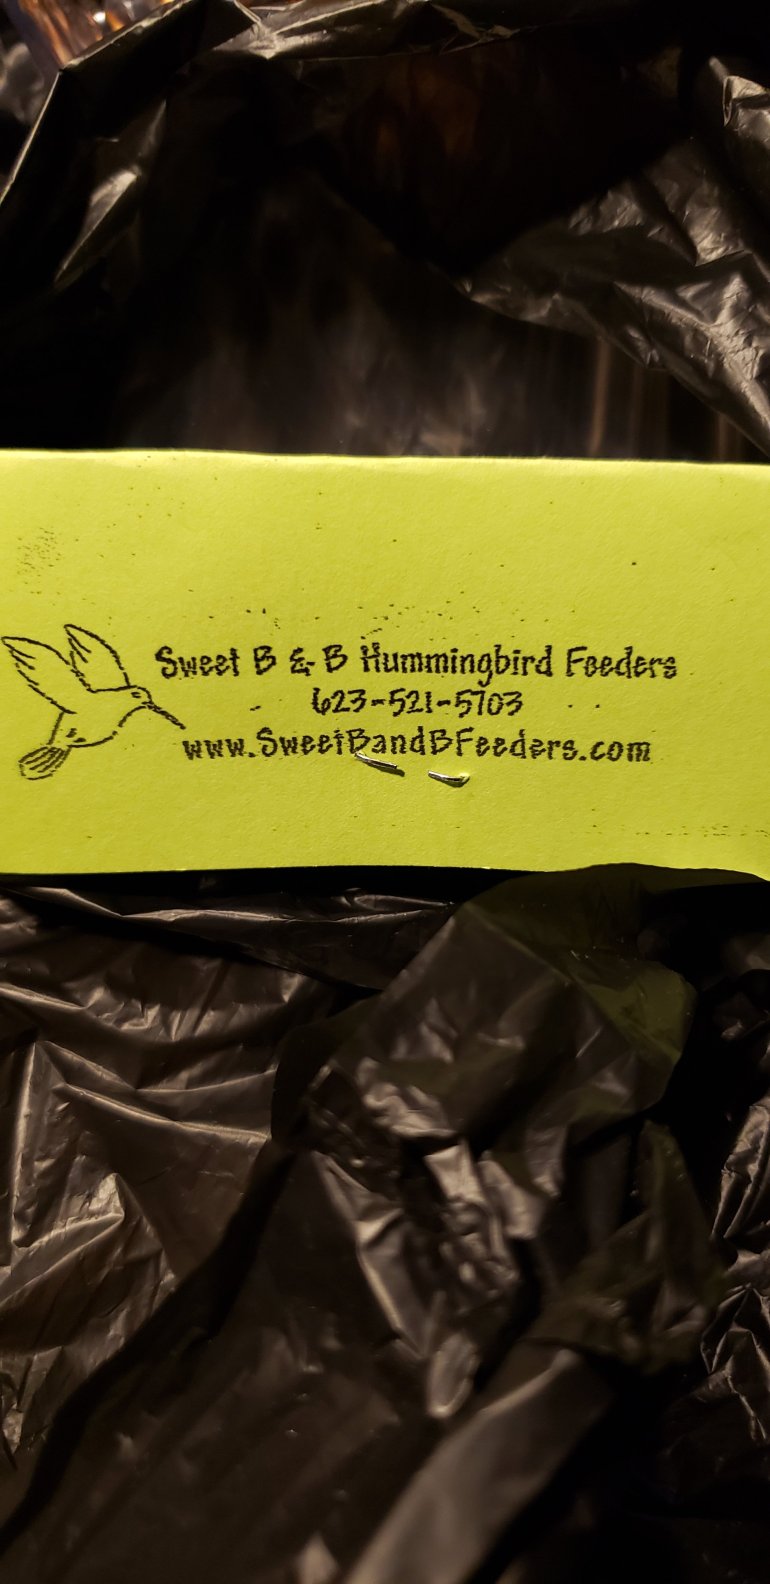 Sweet B & B Hummingbird Feeders
623-521-5703
www.SweetBandBFeeders.com